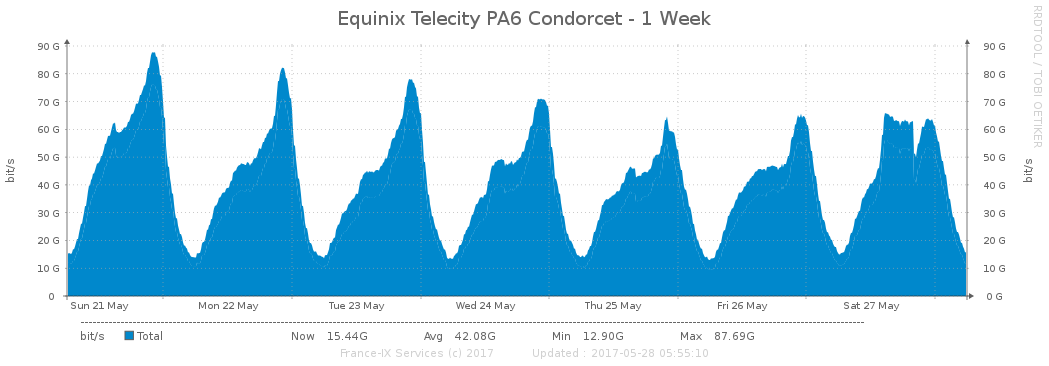 Equinix Telecity PA6 Condorcet - 1 Week
RRDTOOL / TOBI OETIKER
bit/s
90 G 90 G
80 G 80 G
70 G 70 G
60 G 60 G
50 G 50 G
40 G 40 G
30 G 30 G
20 G 20 G
10 G 10 G
0 0 G
bit/s
Sun 21 May Mon 22 May Tue 23 May Wed 24 May Thu 25 May Fri 26 May Sat 27 May
bit/s Total Now 15.44G Avg 42.08G Min 12.90G Max 87.69G
France-IX Services (c) 2017 Updated : 2017-05-28 05:55:10